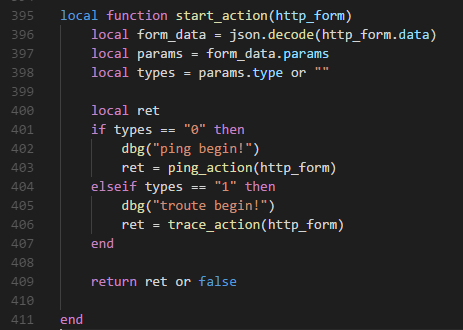 395 local function start_action(http_form)
396     local form_data = json.decode(http_form.data)
397     local params = form_data.params
398     local types = params.type or ""
399
400     local ret
401     if types == "0" then
402         dbg("ping begin!")
403         ret = ping_action(http_form)
404     elseif types == "1" then
405         dbg("troute begin!")
406         ret = trace_action(http_form)
407     end
408
409     return ret or false
410
411 end